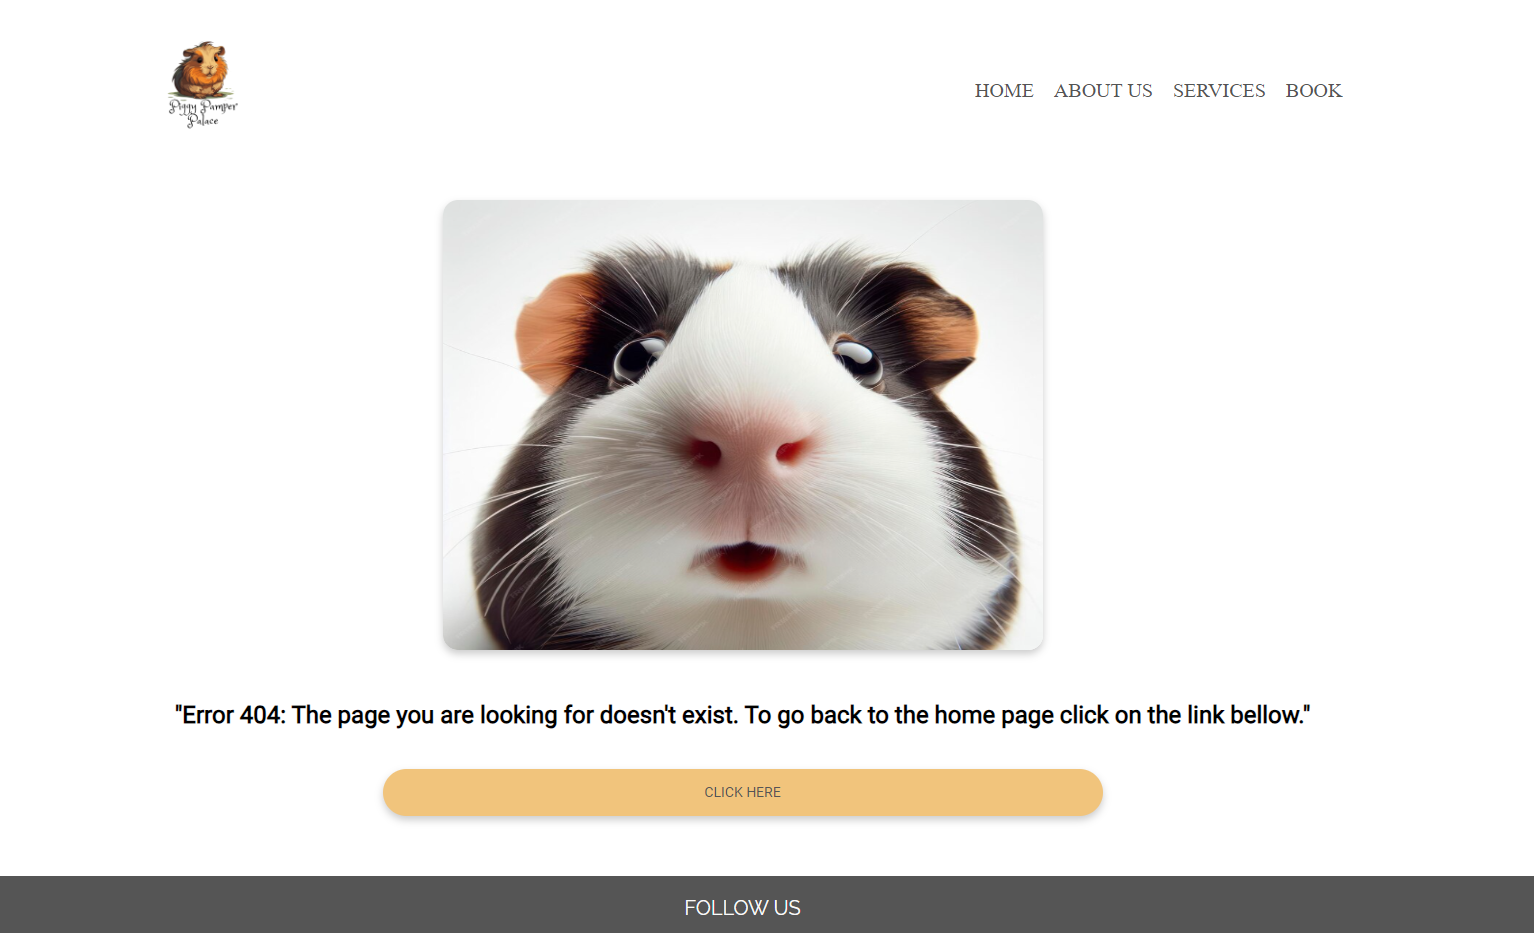 Piggy Pamper
Palace
HOME ABOUT US SERVICES BOOK
"Error 404: The page you are looking for doesn't exist. To go back to the home page click on the link bellow."
CLICK HERE
FOLLOW US